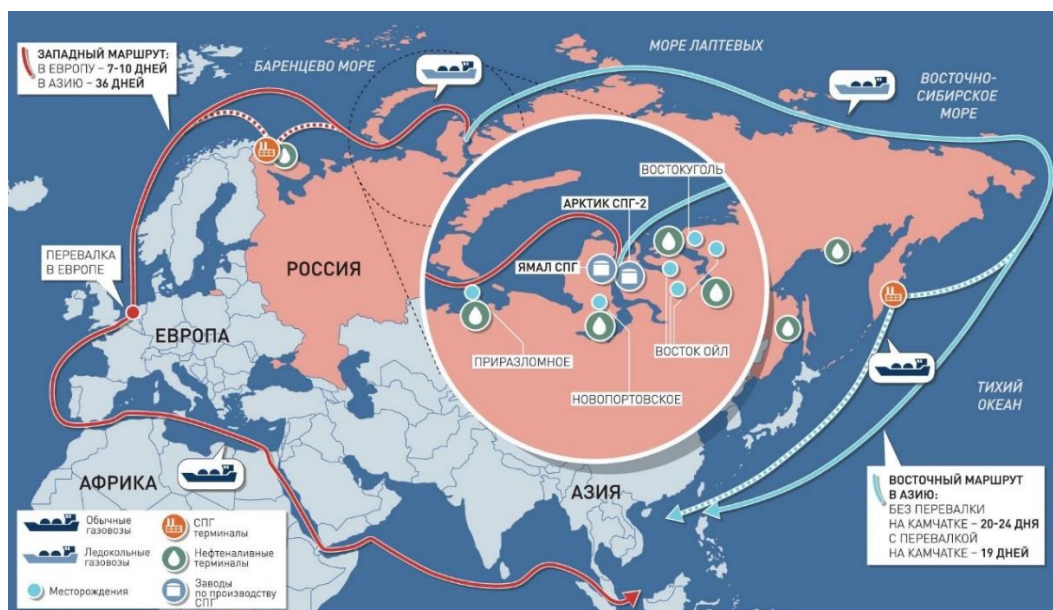 ЗАПАДНЫЙ МАРШРУТ:
В ЕВРОПУ – 7-10 ДНЕЙ
В АЗИЮ – 36 ДНЕЙ
БАРЕНЦЕВО МОРЕ
МОРЕ ЛАПТЕВЫХ
ВОСТОЧНО-
СИБИРСКОЕ
МОРЕ
ВОСТОКУГОЛЬ
АРКТИК СПГ-2
ЯМАЛ СПГ
ПЕРЕВАЛКА
В ЕВРОПЕ
РОССИЯ
ЕВРОПА
ПРИРАЗЛОМНОЕ
ВОСТОК ОЙЛ
НОВОПОРТОВСКОЕ
ТИХИЙ
ОКЕАН
АФРИКА
АЗИЯ
ВОСТОЧНЫЙ МАРШРУТ
В АЗИЮ:
БЕЗ ПЕРЕВАЛКИ
НА КАМЧАТКЕ – 20-24 ДНЯ
С ПЕРЕВАЛКОЙ
НА КАМЧАТКЕ – 19 ДНЕЙ
Обычные
газовозы
СПГ
терминалы
Ледокольные
газовозы
Нефтеналивные
терминалы
Месторождения
Заводы
по производству
СПГ